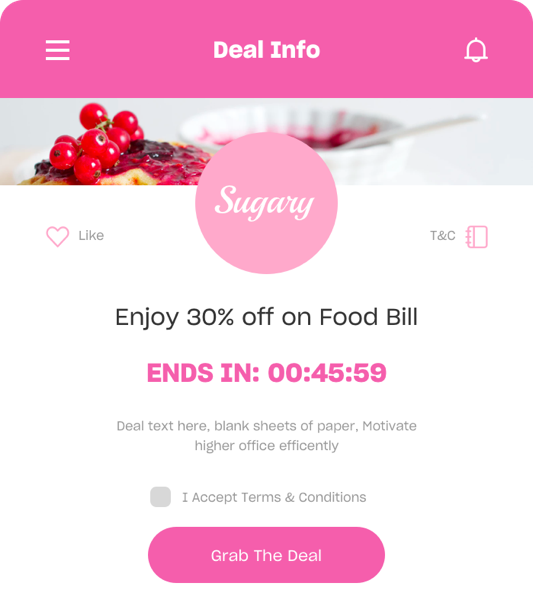 Deal Info
Sugary
Like
T&C
Enjoy 30% off on Food Bill
ENDS IN: 00:45:59
Deal text here, blank sheets of paper, Motivate
higher office efficently
I Accept Terms & Conditions
Grab The Deal